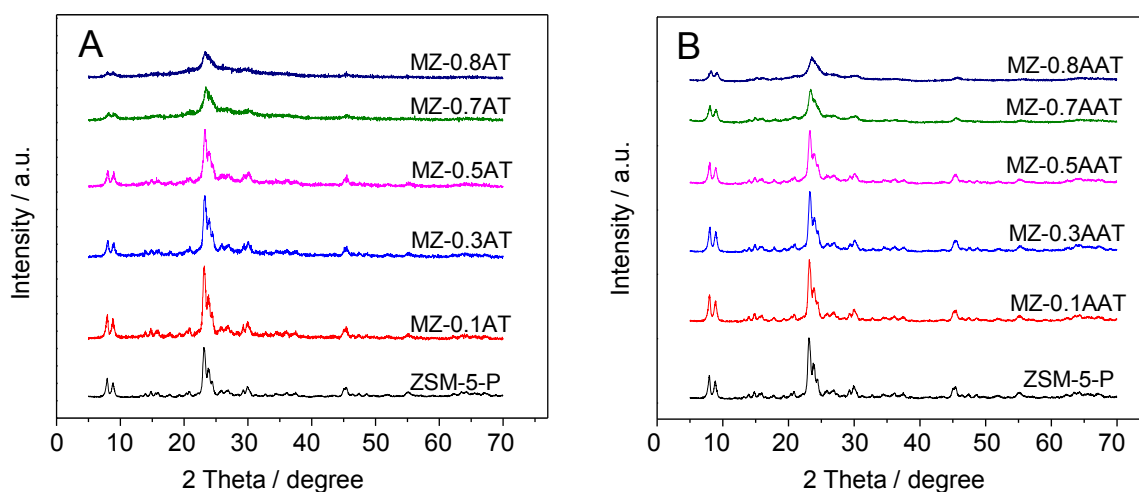 A
MZ-0.8AT
MZ-0.7AT
MZ-0.5AT
MZ-0.3AT
MZ-0.1AT
ZSM-5-P
Intensity / a.u.
0 10 20 30 40 50 60 70
2 Theta / degree
B
MZ-0.8AAT
MZ-0.7AAT
MZ-0.5AAT
MZ-0.3AAT
MZ-0.1AAT
ZSM-5-P
Intensity / a.u.
0 10 20 30 40 50 60 70
2 Theta / degree